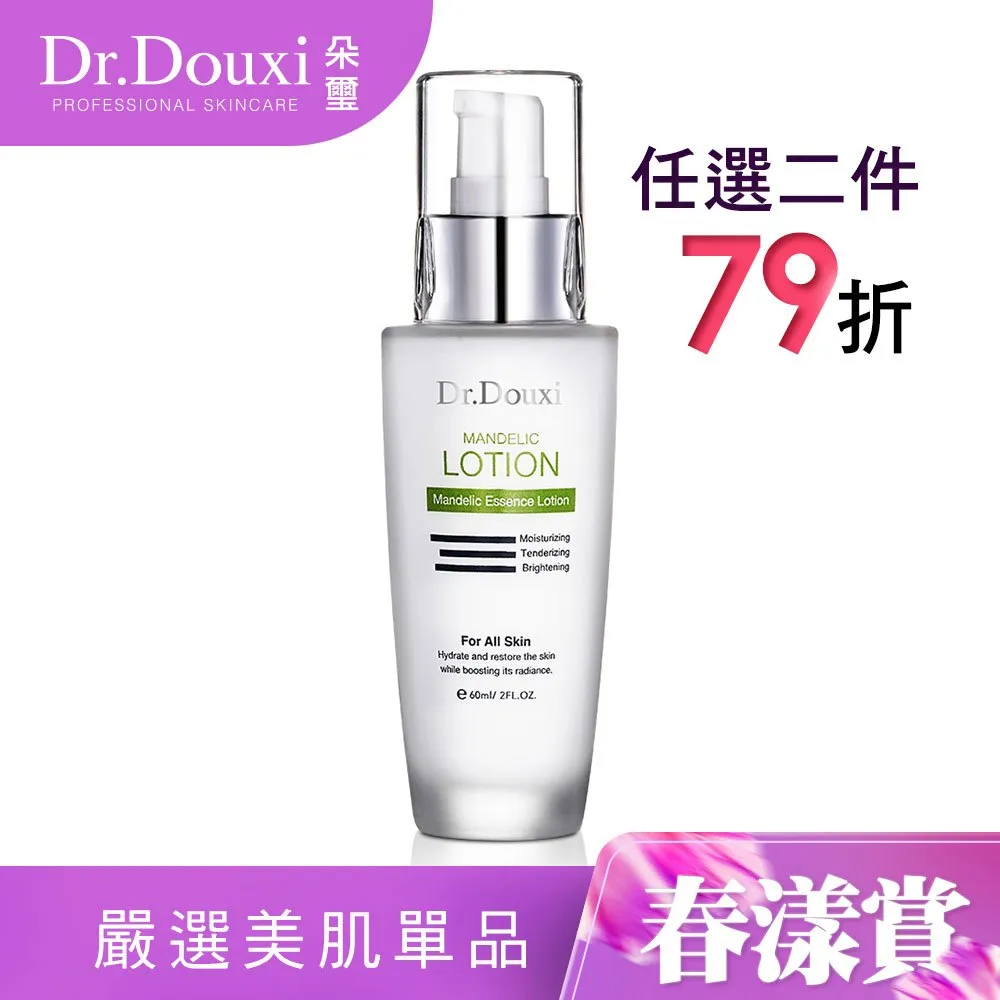 Dr.Douxi 朵璽
PROFESSIONAL SKINCARE
任選二件
79折
Dr.Douxi
MANDELIC
LOTION
Mandelic Essence Lotion
Moisturizing
Tenderizing
Brightening
For All Skin
Hydrate and restore the skin
while boosting its radiance.
℮ 60ml/ 2FL.OZ.
嚴選美肌單品
春漾賞